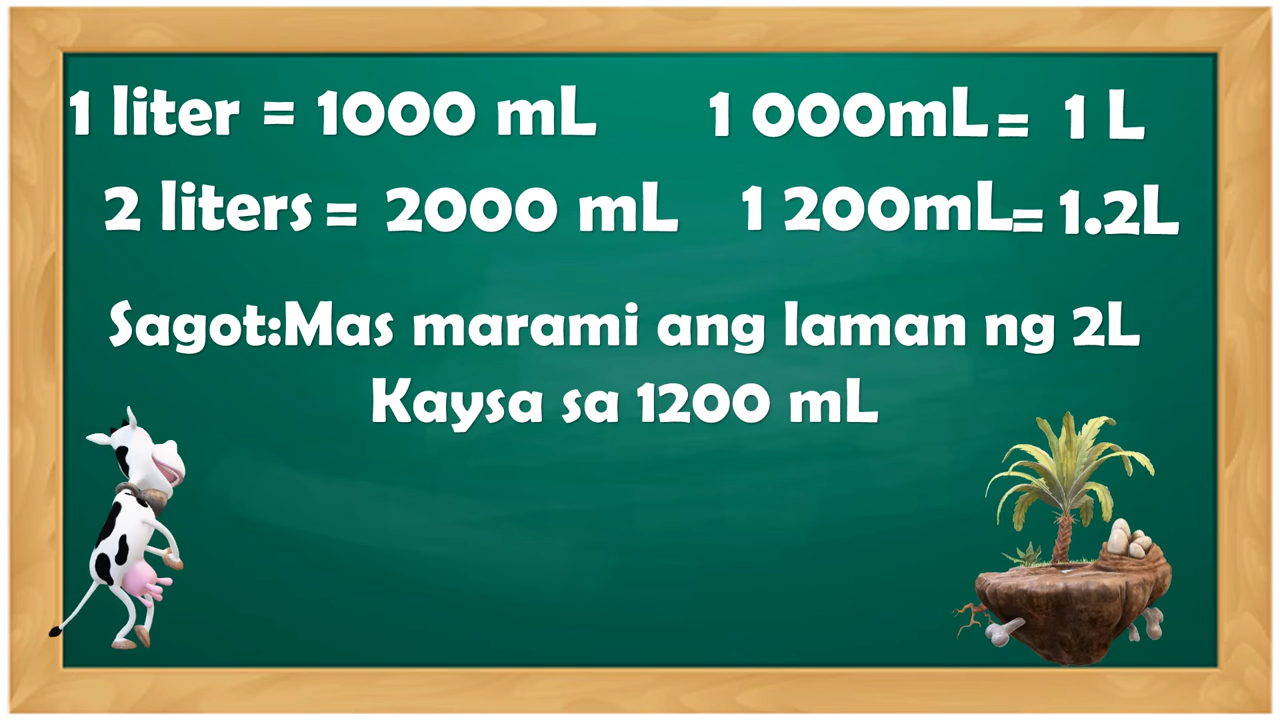 1 liter = 1000 mL 1 000mL = 1 L
2 liters = 2000 mL 1 200mL = 1.2L
Sagot:Mas marami ang laman ng 2L
Kaysa sa 1200 mL